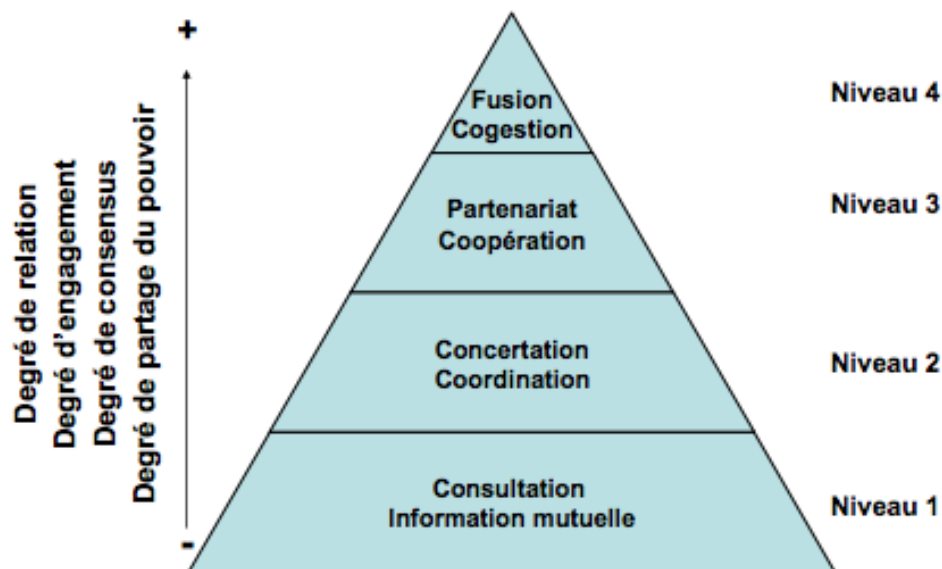 +
Degré de relation
Degré d'engagement
Degré de consensus
Degré de partage du pouvoir
-
Fusion
Cogestion
Niveau 4
Partenariat
Coopération
Niveau 3
Concertation
Coordination
Niveau 2
Consultation
Information mutuelle
Niveau 1